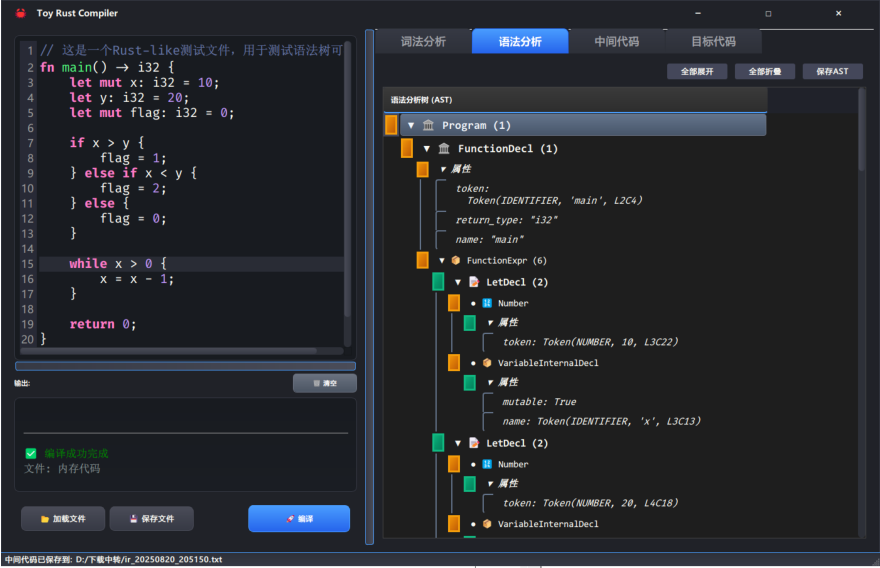 Toy Rust Compiler
1 // 这是一个Rust-like测试文件，用于测试语法树可
2 fn main() → i32 {
3 let mut x: i32 = 10;
4 let y: i32 = 20;
5 let mut flag: i32 = 0;
6
7 if x > y {
8 flag = 1;
9 } else if x < y {
10 flag = 2;
11 } else {
12 flag = 0;
13 }
14
15 while x > 0 {
16 x = x - 1;
17 }
18
19 return 0;
20 }
输出:
清空
编译成功完成
文件: 内存代码
加载文件
保存文件
编译
词法分析 语法分析 中间代码 目标代码
全部展开 全部折叠 保存AST
语法分析树 (AST)
Program (1)
FunctionDecl (1)
属性
token:
Token(IDENTIFIER, 'main', L2C4)
return_type: "i32"
name: "main"
FunctionExpr (6)
LetDecl (2)
Number
属性
token: Token(NUMBER, 10, L3C22)
VariableInternalDecl
属性
mutable: True
name: Token(IDENTIFIER, 'x', L3C13)
LetDecl (2)
Number
属性
token: Token(NUMBER, 20, L4C18)
VariableInternalDecl
中间代码已保存到: D:/下载中转/ir_20250820_205150.txt